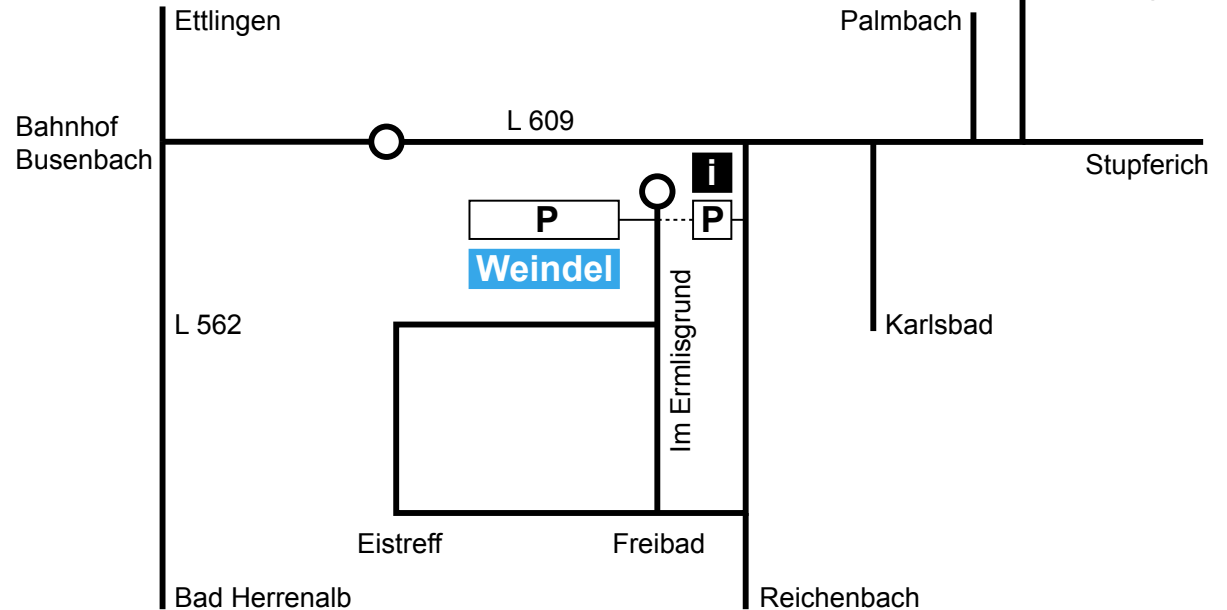 Ettlingen
Palmbach
Bahnhof
Busenbach
L 609
Stupferich
i
P
P
Weindel
L 562
Karlsbad
Im Ermlisgrund
Eistreff
Freibad
Bad Herrenalb
Reichenbach